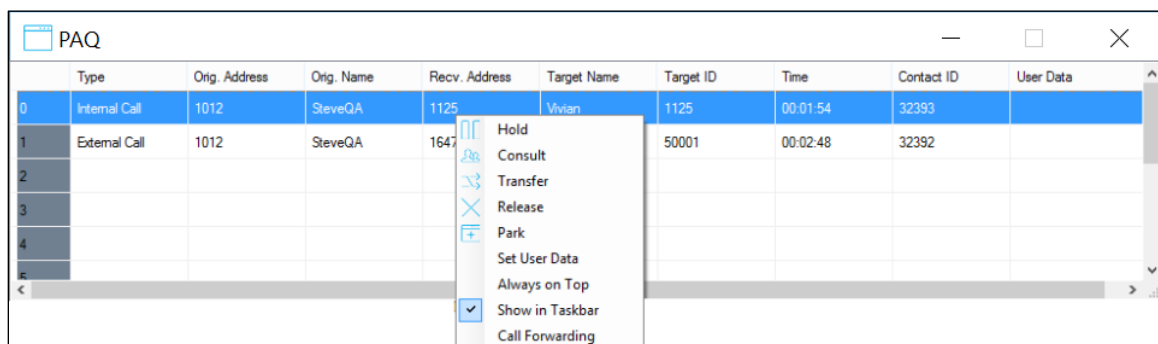 PAQ
Type Orig. Address Orig. Name Recv. Address Target Name Target ID Time Contact ID User Data
0 Internal Call 1012 SteveQA 1125 Vivian 1125 00:01:54 32393
1 External Call 1012 SteveQA 1647 50001 00:02:48 32392
2
3
4
5
Hold
Consult
Transfer
Release
Park
Set User Data
Always on Top
Show in Taskbar
Call Forwarding